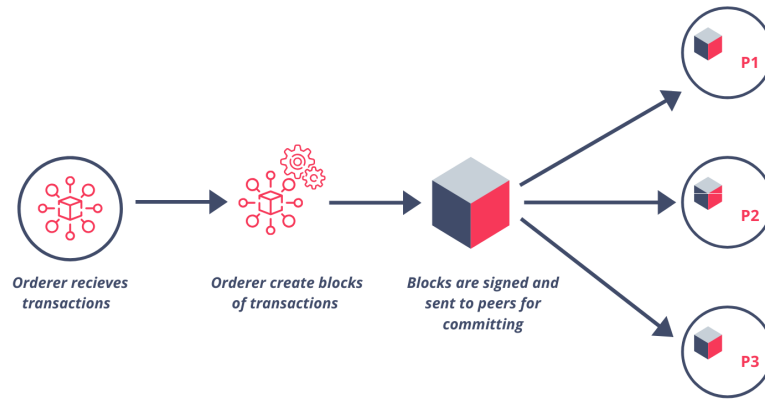 P1
P2
P3
Orderer recieves
transactions
Orderer create blocks
of transactions
Blocks are signed and
sent to peers for
committing